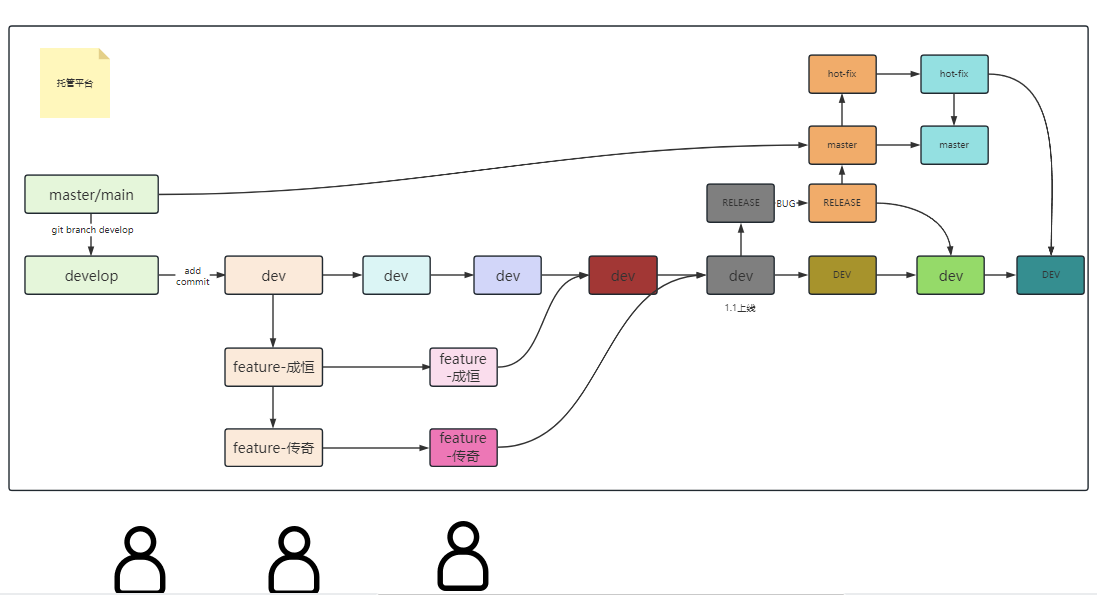 托管平台
hot-fix
hot-fix
master
master
master/main
RELEASE
BUG
RELEASE
git branch develop
develop
add
commit
dev
dev
dev
dev
dev
DEV
dev
DEV
1.1上线
feature-成恒
feature
-成恒
feature-传奇
feature
-传奇